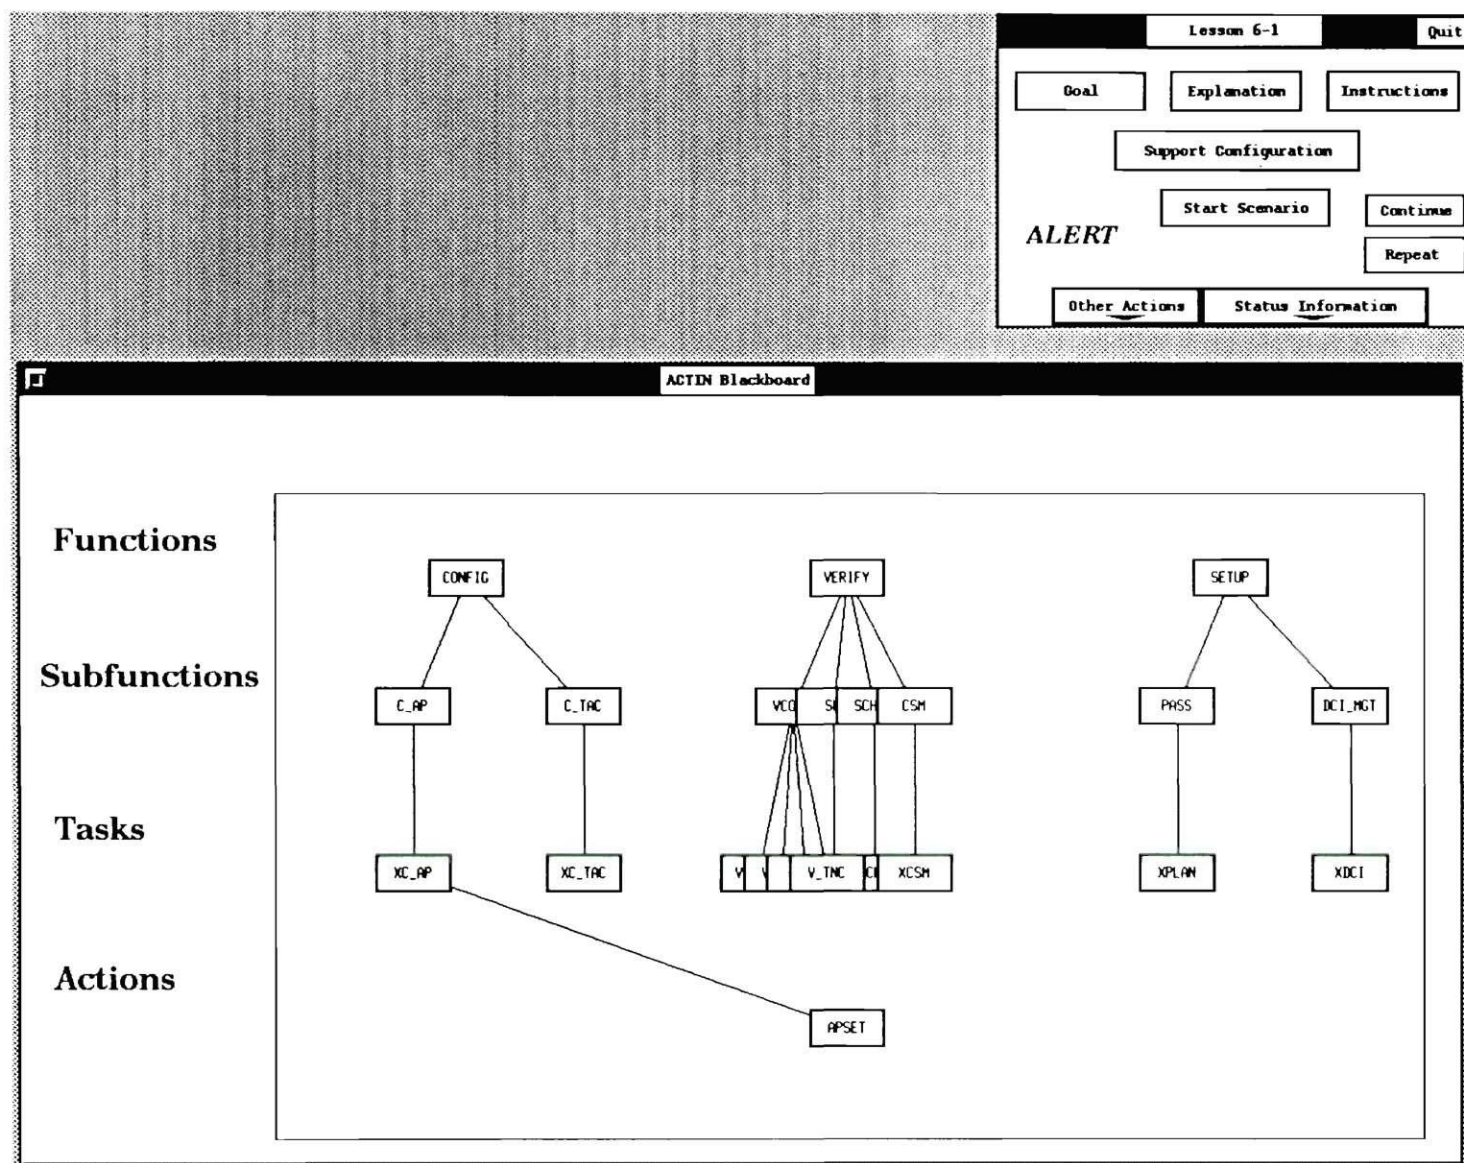 Lesson 6-1 Quit
Goal Explanation Instructions
Support Configuration
Start Scenario Continue
ALERT
Repeat
Other Actions Status Information
ACTIN Blackboard
Functions
CONFIG VERIFY SETUP
Subfunctions
C_AP C_TAC SCH CSM PASS DCI_MGT
Tasks
XC_AP XC_TAC V_TNC XCSM XPLAN XDCI
Actions
APSET